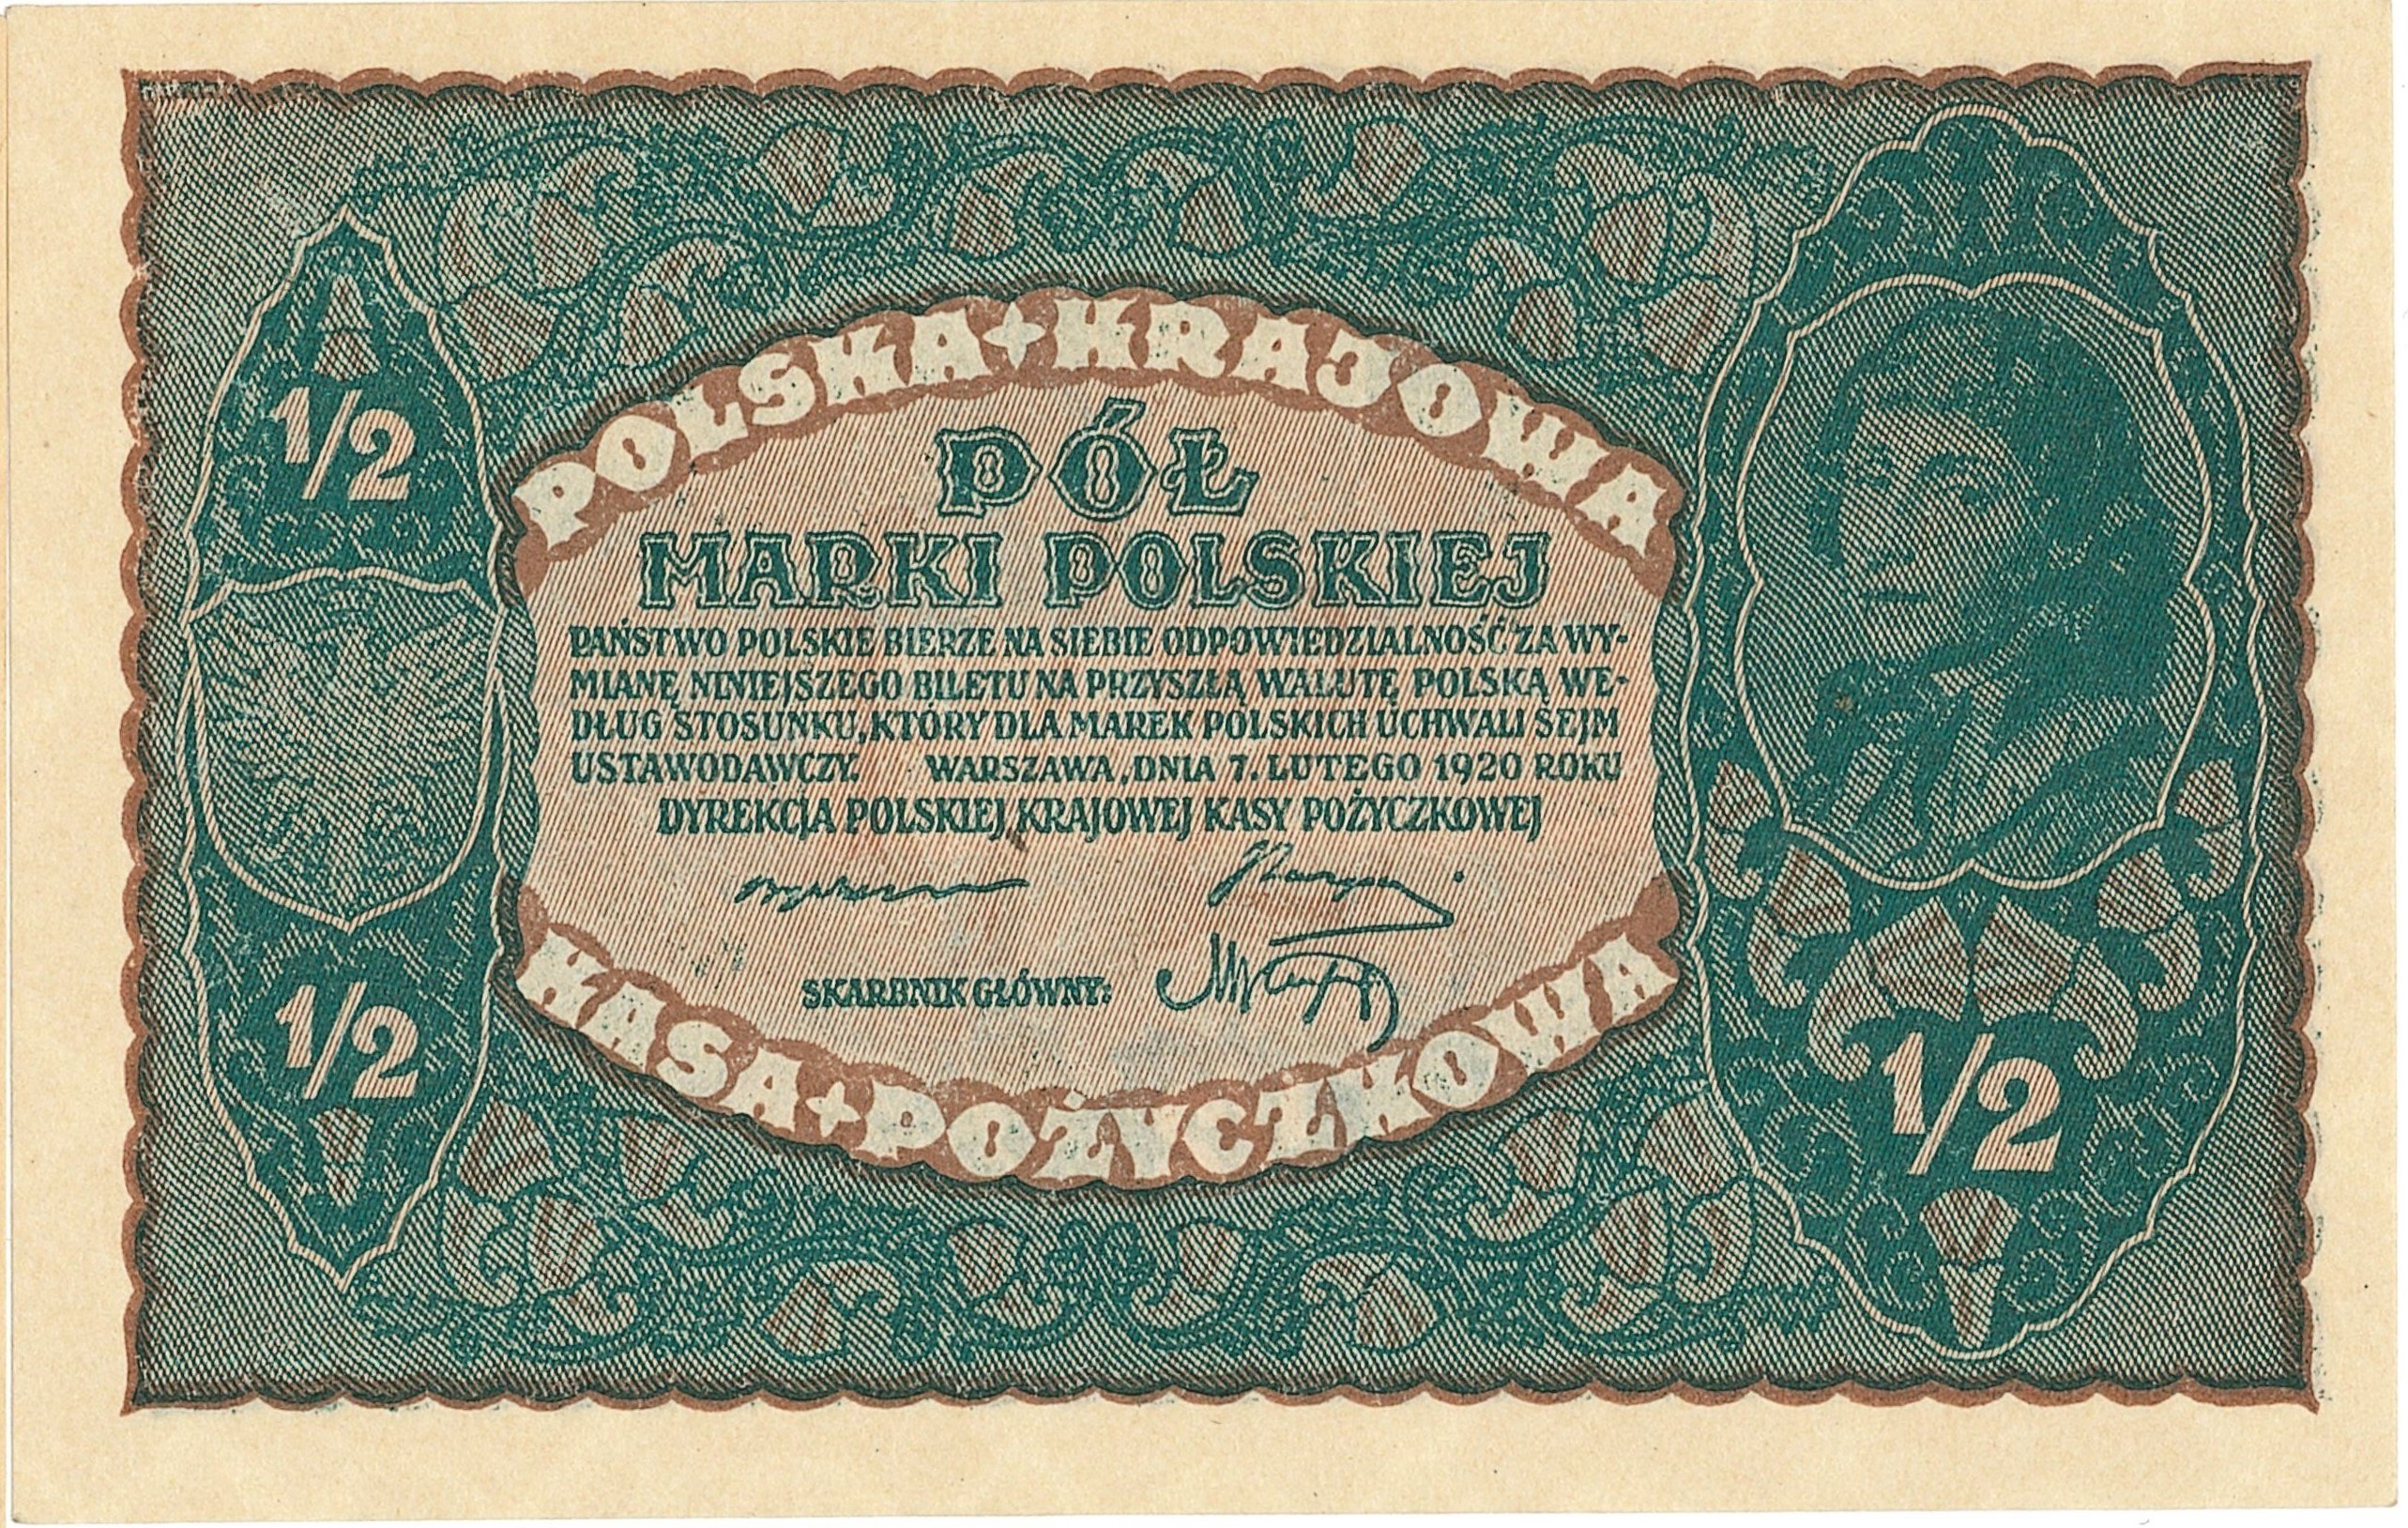 POLSKA + KRAJOWA
1/2
PÓŁ
MARKI POLSKIEJ
PAŃSTWO POLSKIE BIERZE NA SIEBIE ODPOWIEDZIALNOŚĆ ZA WY-
MIANĘ NINIEJSZEGO BILETU NA PRZYSZŁĄ WALUTĘ POLSKĄ WE-
DŁUG STOSUNKU, KTÓRY DLA MAREK POLSKICH UCHWALI SEJM
USTAWODAWCZY. WARSZAWA, DNIA 7. LUTEGO 1920 ROKU
DYREKCJA POLSKIEJ KRAJOWEJ KASY POŻYCZKOWEJ
SKARBNIK GŁÓWNY:
1/2
1/2
KASA + POŻYCZKOWA